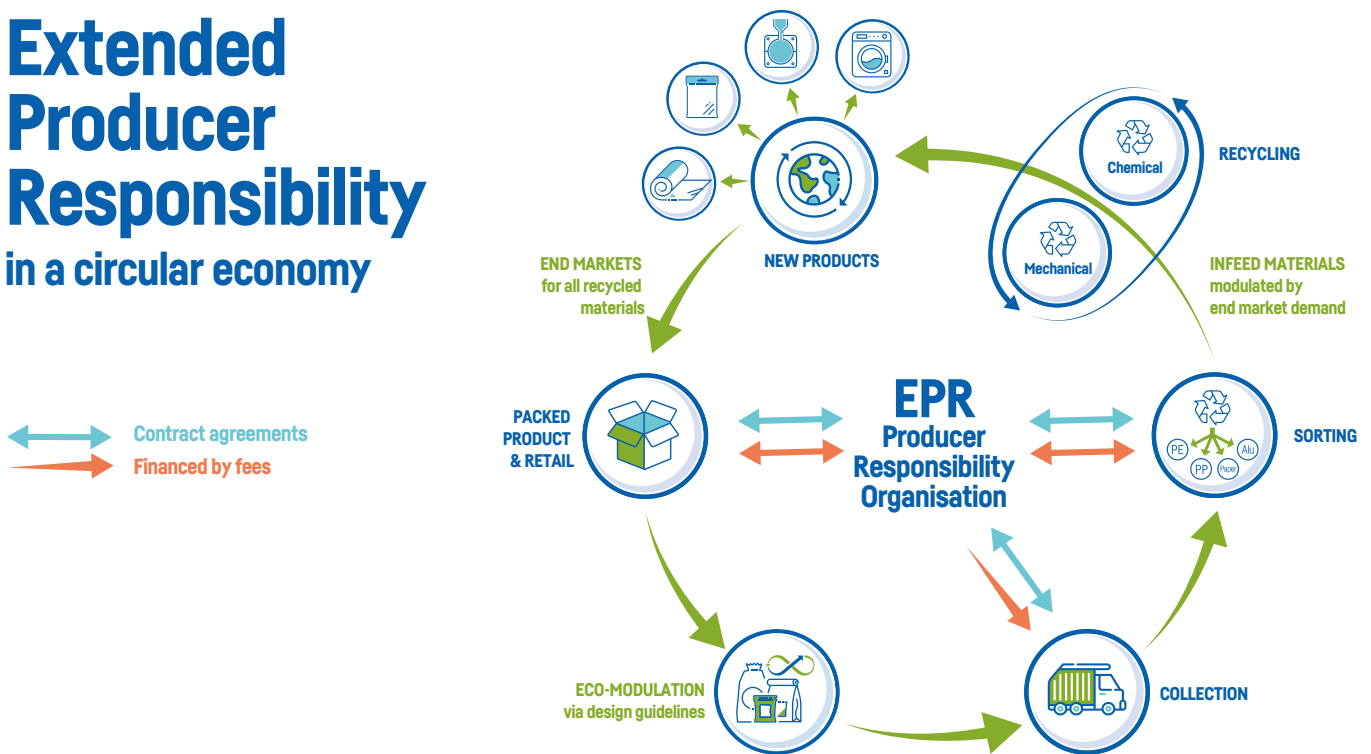 Extended
Producer
Responsibility
in a circular economy
Contract agreements
Financed by fees
NEW PRODUCTS
END MARKETS
for all recycled
materials
Chemical
Mechanical
RECYCLING
INFEED MATERIALS
modulated by
end market demand
PACKED
PRODUCT
& RETAIL
EPR
Producer
Responsibility
Organisation
PE
PP
Paper
Alu
SORTING
ECO-MODULATION
via design guidelines
COLLECTION